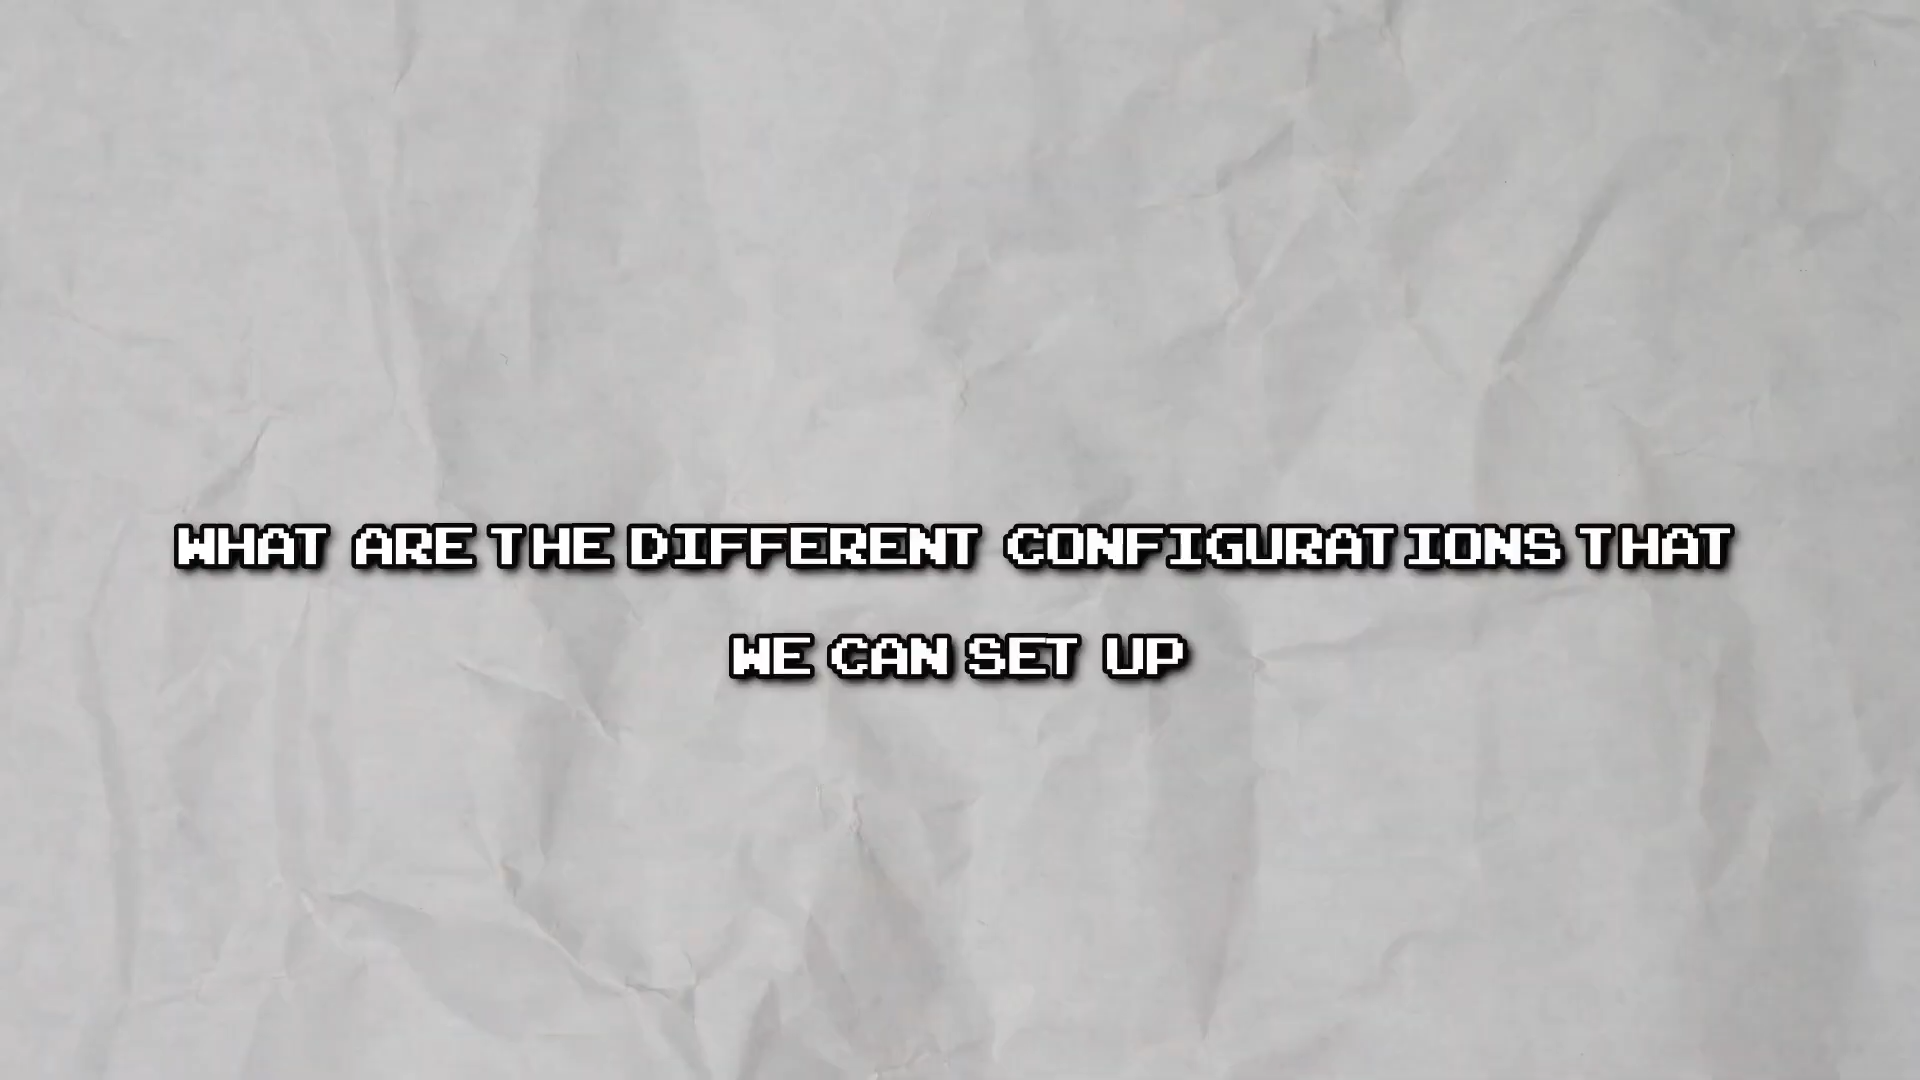 WHAT ARE THE DIFFERENT CONFIGURATIONS THAT
WE CAN SET UP